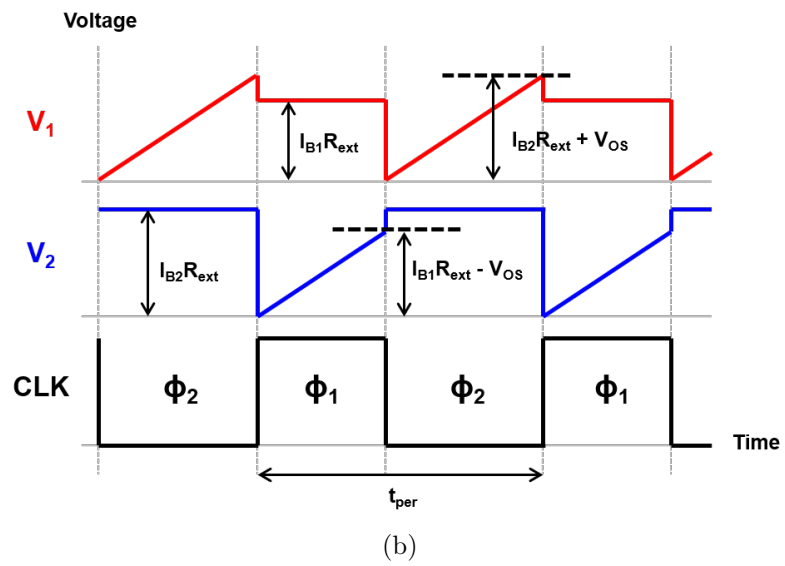 Voltage
V1
IB1Rext
IB2Rext + VOS
V2
IB2Rext
IB1Rext - VOS
CLK
ϕ2
ϕ1
ϕ2
ϕ1
Time
tper
(b)